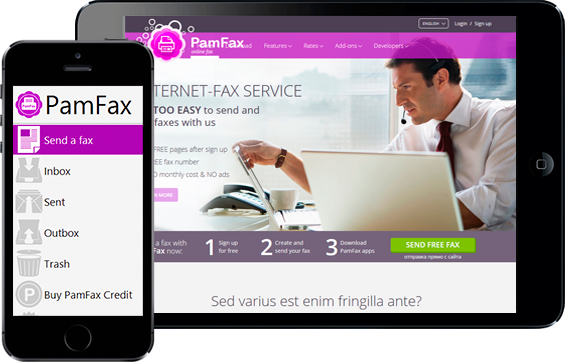 PamFax
Send a fax
Inbox
Sent
Outbox
Trash
Buy PamFax Credit
ENGLISH
Login / Sign up
PamFax
online fax
Features
Rates
Add-ons
Developers
TERNET-FAX SERVICE
TOO EASY to send and
faxes with us
FREE pages after sign up
EE fax number
O monthly cost & NO ads
N MORE
a fax with
Fax now:
1 Sign up
for free
2 Create and
send your fax
3 Download
PamFax apps
SEND FREE FAX
отправка прямо с сайта
Sed varius est enim fringilla ante?